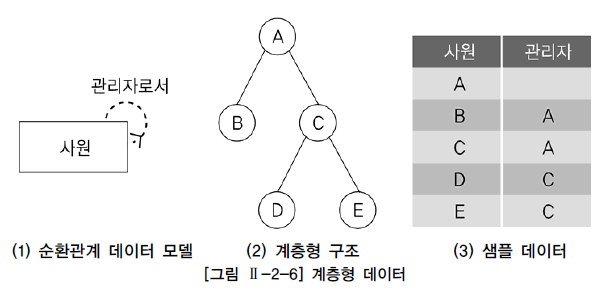 관리자로서
사원
A
B
C
D
E
사원 관리자
A
B A
C A
D C
E C
(1) 순환관계 데이터 모델
(2) 계층형 구조
(3) 샘플 데이터
[그림 Ⅱ-2-6] 계층형 데이터